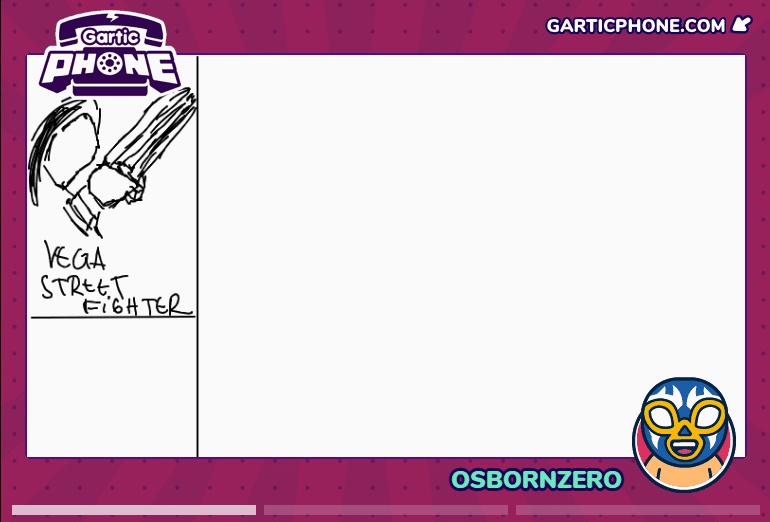 Gartic
PHONE
GARTICPHONE.COM
VEGA
STREET
FIGHTER
OSBORNZERO